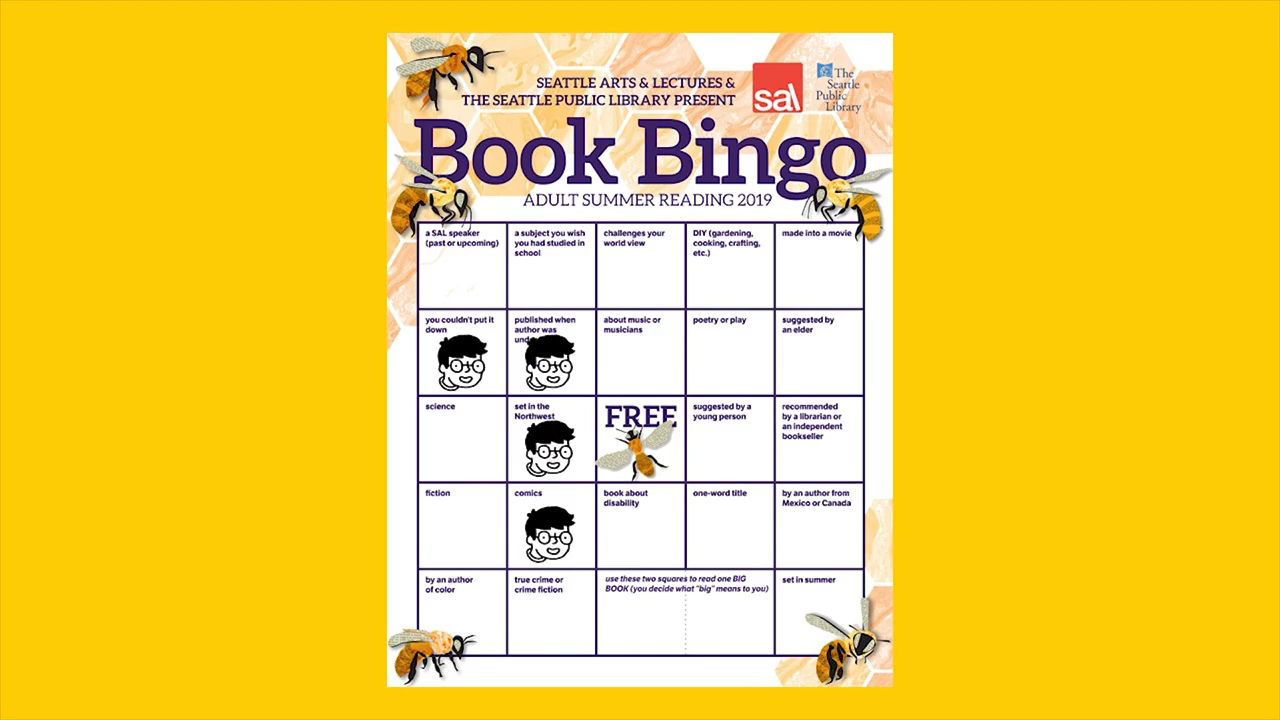 SEATTLE ARTS & LECTURES &
THE SEATTLE PUBLIC LIBRARY PRESENT
sal
The
Seattle
Public
Library
Book Bingo
ADULT SUMMER READING 2019
a SAL speaker
(past or upcoming)
a subject you wish
you had studied in
school
challenges your
world view
DIY (gardening,
cooking, crafting,
etc.)
made into a movie
you couldn't put it
down
published when
author was
about music or
musicians
poetry or play
suggested by
an elder
science
set in the
Northwest
FREE
suggested by a
young person
recommended
by a librarian or
an independent
bookseller
fiction
comics
book about
disability
one-word title
by an author from
Mexico or Canada
by an author
of color
true crime or
crime fiction
use these two squares to read one BIG
BOOK (you decide what "big" means to you)
set in summer